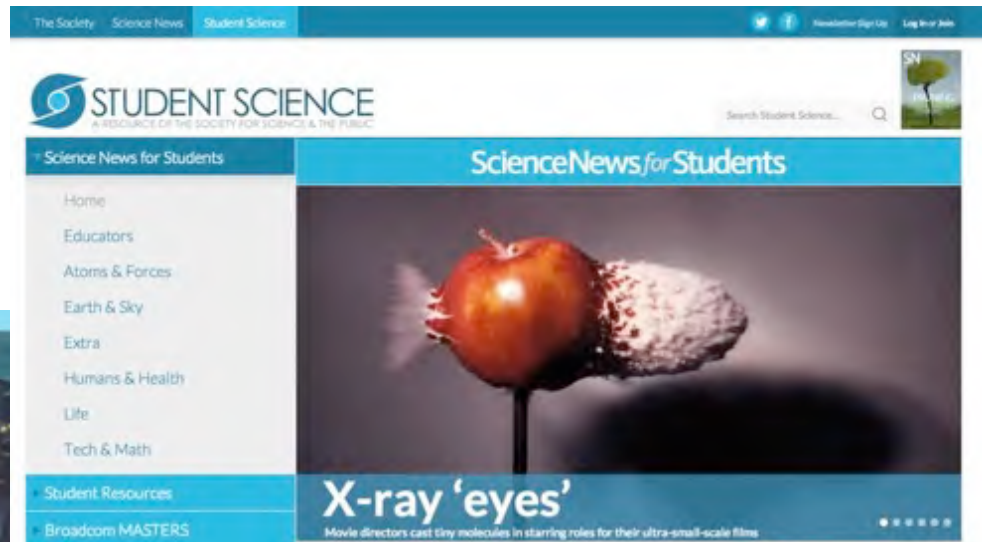 The Society Science News Student Science
Newsletter Sign Up Log In or Join
STUDENT SCIENCE
A RESOURCE OF THE SOCIETY FOR SCIENCE & THE PUBLIC
Search Student Science...
SN
Science News for Students
ScienceNewsforStudents
Home
Educators
Atoms & Forces
Earth & Sky
Extra
Humans & Health
Life
Tech & Math
Student Resources
Broadcom MASTERS
X-ray ‘eyes’
Movie directors cast tiny molecules in starring roles for their ultra-small-scale films